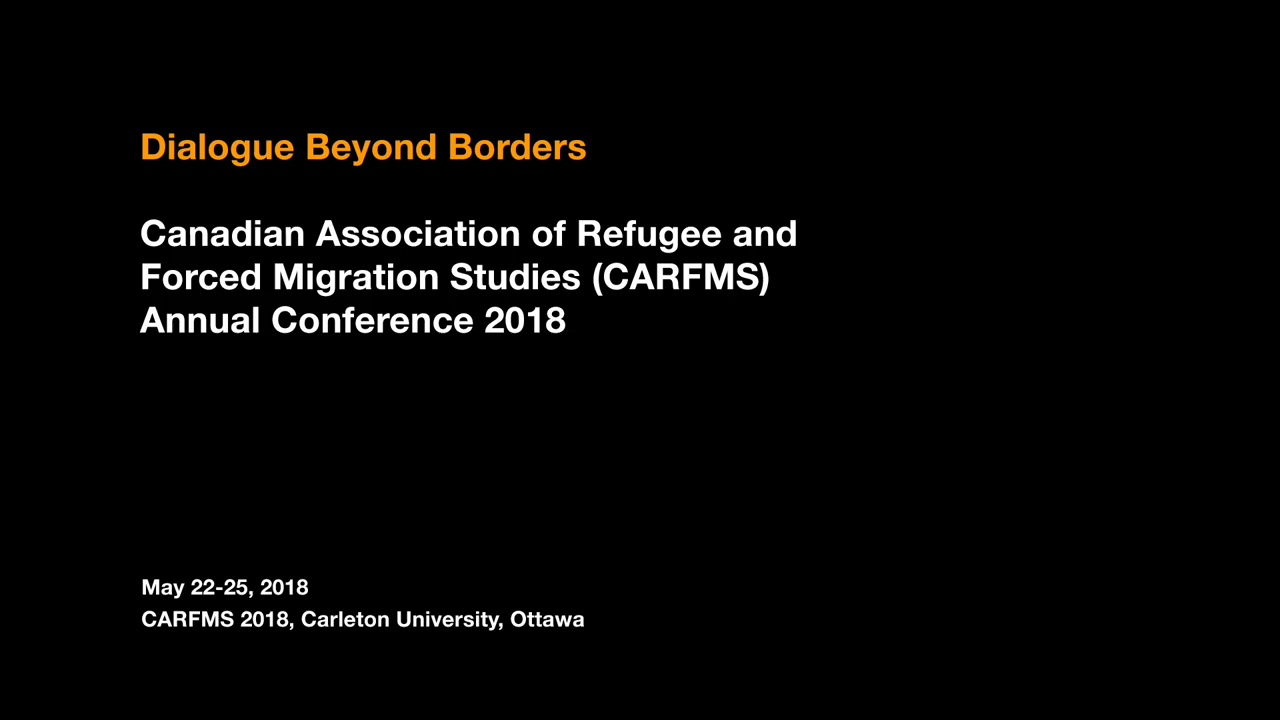 Dialogue Beyond Borders
Canadian Association of Refugee and
Forced Migration Studies (CARFMS)
Annual Conference 2018
May 22-25, 2018
CARFMS 2018, Carleton University, Ottawa